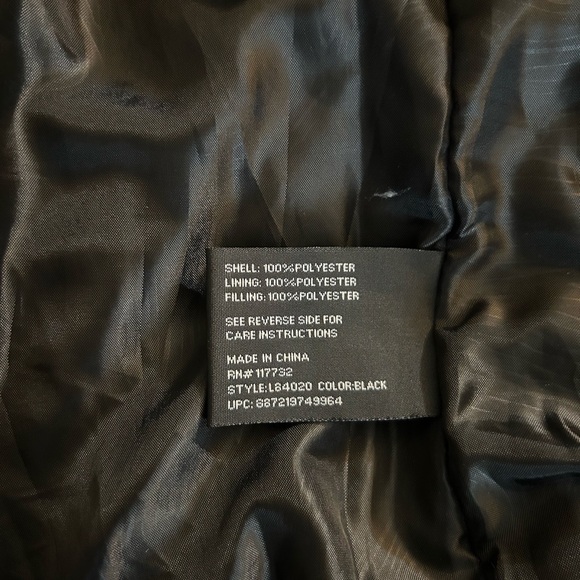 SHELL: 100%POLYESTER
LINING: 100%POLYESTER
FILLING: 100%POLYESTER
SEE REVERSE SIDE FOR
CARE INSTRUCTIONS
MADE IN CHINA
RN# 117732
STYLE:L84020 COLOR:BLACK
UPC: 887219749964